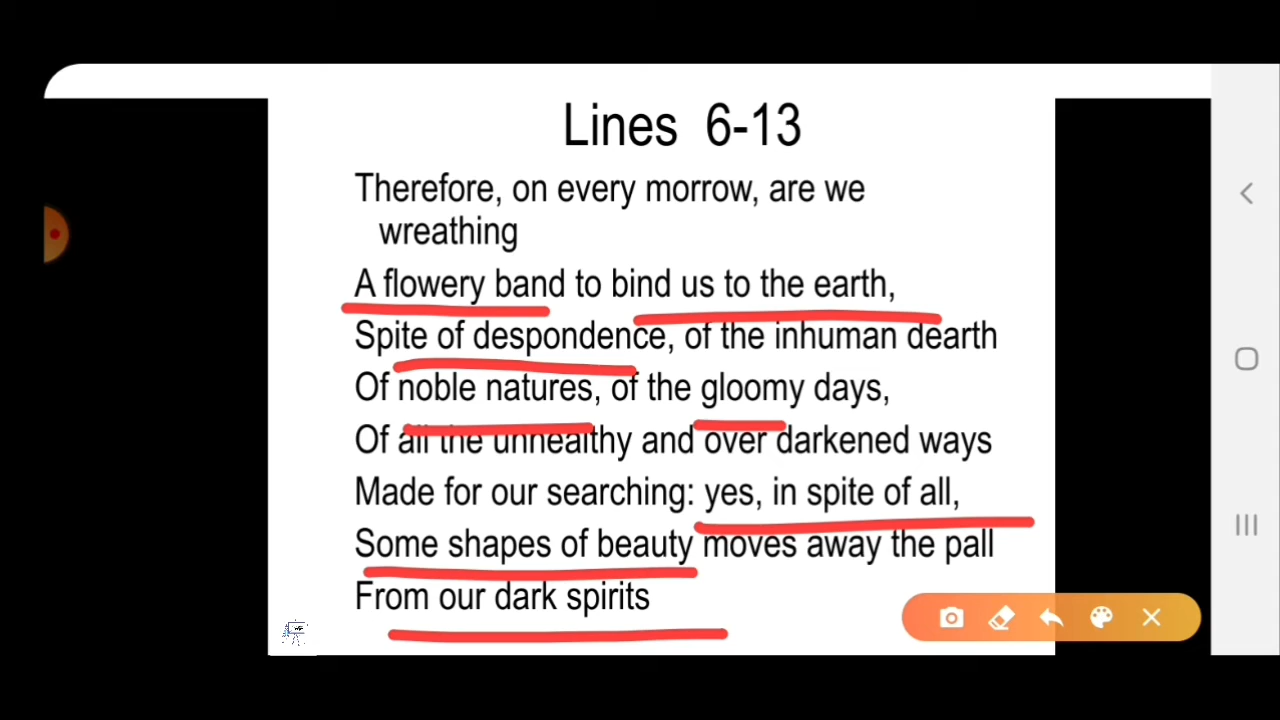 Lines 6-13
Therefore, on every morrow, are we
wreathing
A flowery band to bind us to the earth,
Spite of despondence, of the inhuman dearth
Of noble natures, of the gloomy days,
Of all the unhealthy and over darkened ways
Made for our searching: yes, in spite of all,
Some shapes of beauty moves away the pall
From our dark spirits